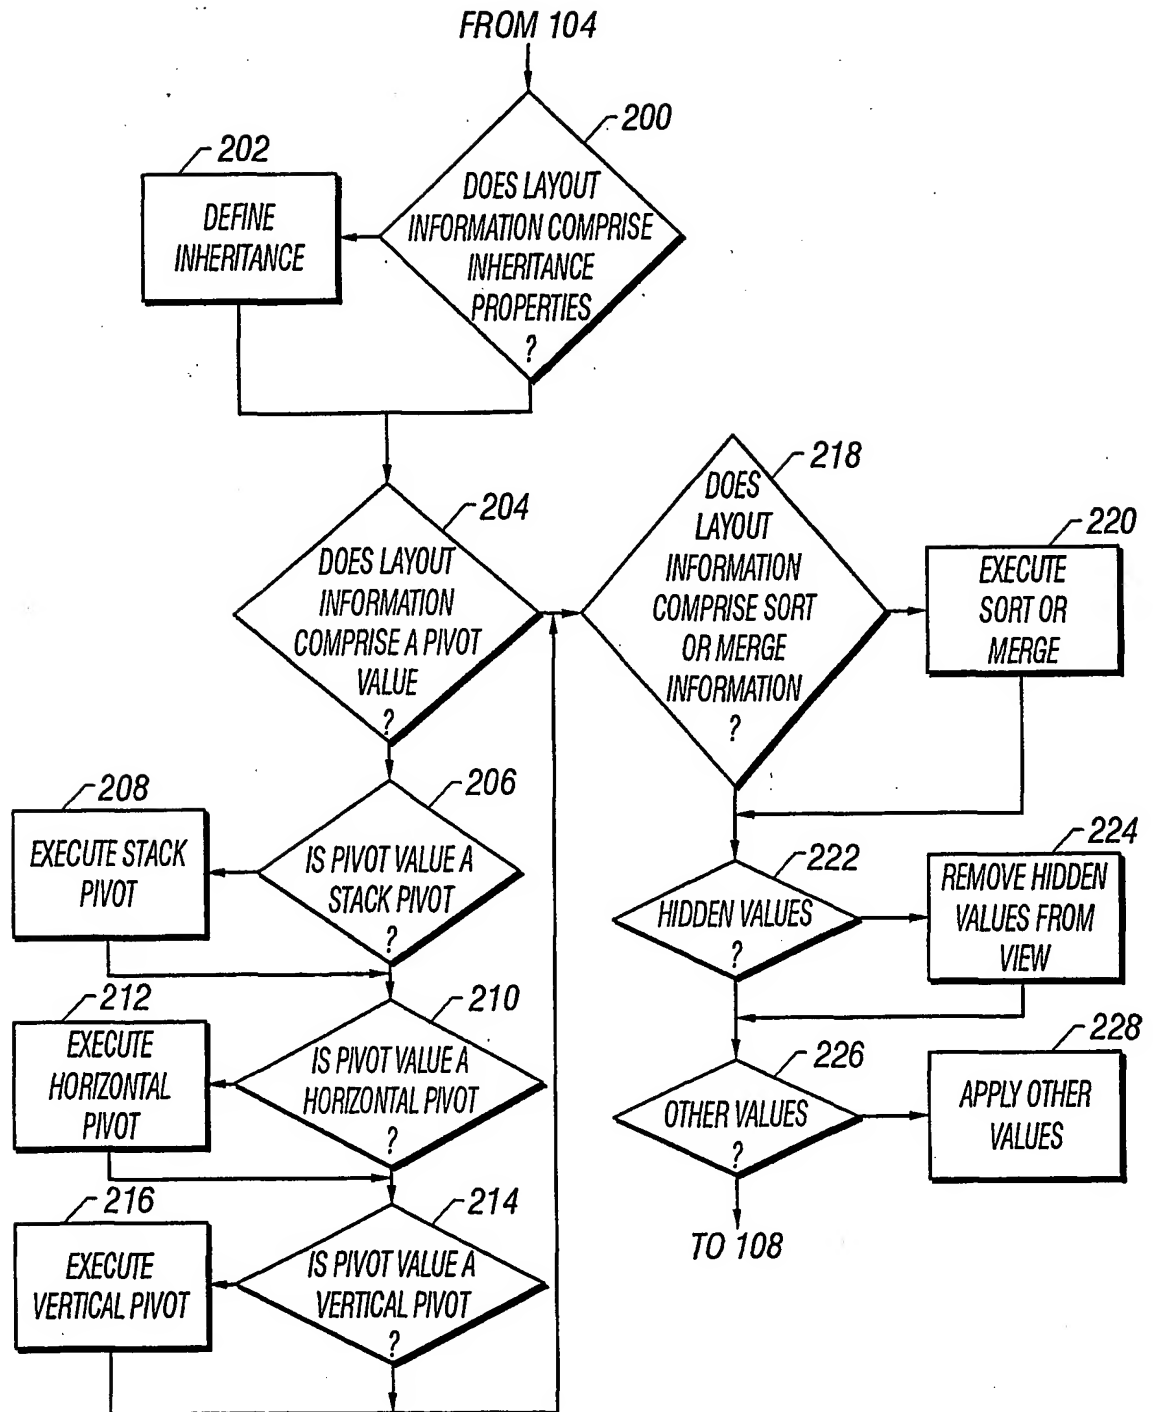 FROM 104
200
DOES LAYOUT
INFORMATION COMPRISE
INHERITANCE
PROPERTIES
?
202
DEFINE
INHERITANCE
204
DOES LAYOUT
INFORMATION
COMPRISE A PIVOT
VALUE
?
206
IS PIVOT VALUE A
STACK PIVOT
?
208
EXECUTE STACK
PIVOT
210
IS PIVOT VALUE A
HORIZONTAL PIVOT
?
212
EXECUTE
HORIZONTAL
PIVOT
214
IS PIVOT VALUE A
VERTICAL PIVOT
?
216
EXECUTE
VERTICAL PIVOT
218
DOES
LAYOUT
INFORMATION
COMPRISE SORT
OR MERGE
INFORMATION
?
220
EXECUTE
SORT OR
MERGE
222
HIDDEN VALUES
?
224
REMOVE HIDDEN
VALUES FROM
VIEW
226
OTHER VALUES
?
228
APPLY OTHER
VALUES
TO 108